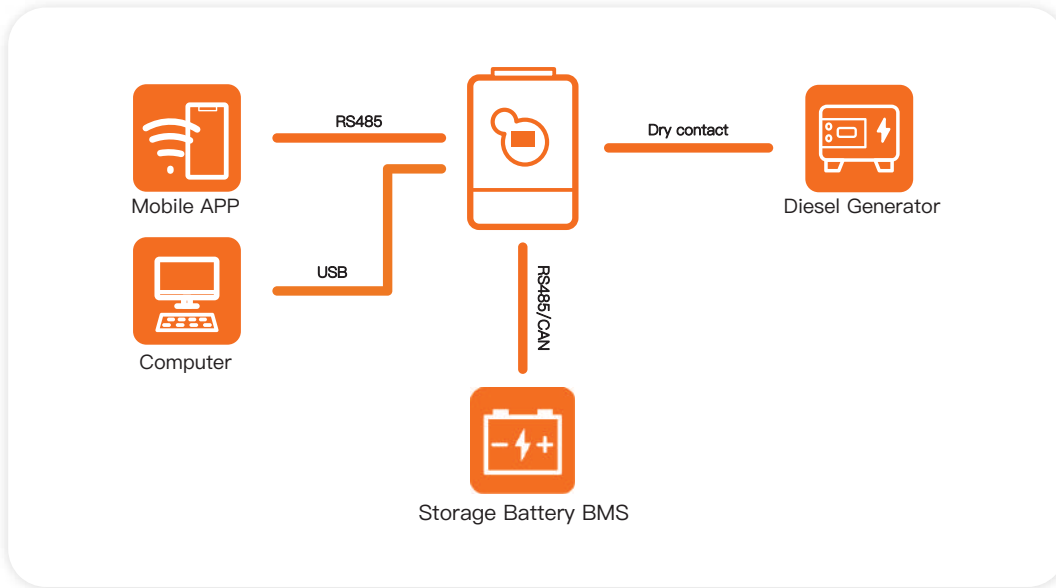 RS485
Dry contact
Mobile APP
Diesel Generator
USB
RS485/CAN
Computer
Storage Battery BMS